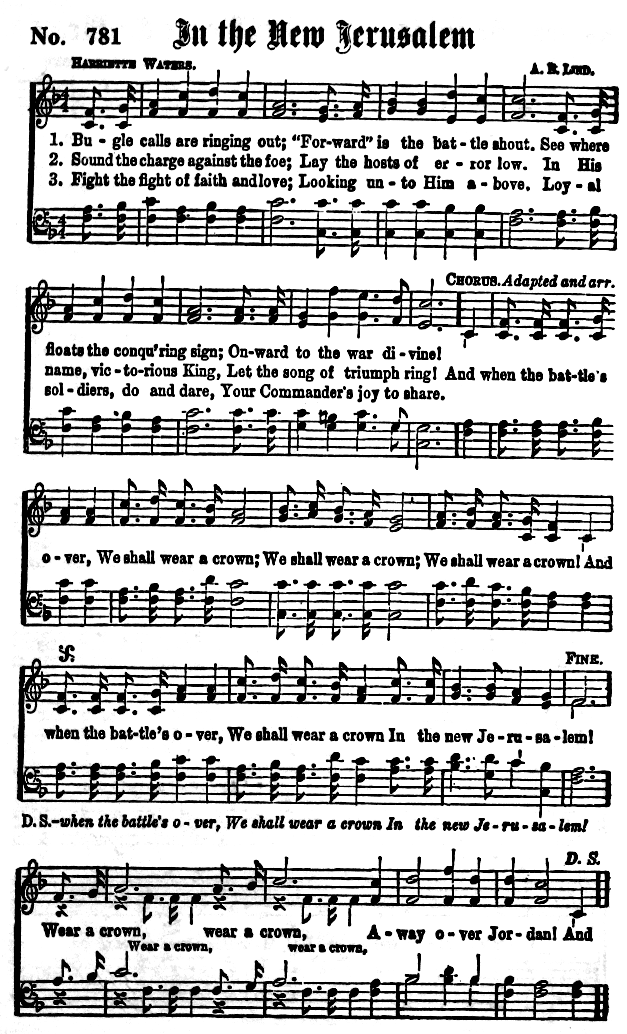 No. 781 In the New Jerusalem
HARRIETTE WATERS. A. R. LIND.
1. Bu - gle calls are ringing out; "For-ward" is the bat - tle shout. See where
2. Sound the charge against the foe; Lay the hosts of er - ror low. In His
3. Fight the fight of faith and love; Looking un - to Him a - bove. Loy - al
CHORUS. Adapted and arr.
floats the conqu'ring sign; On-ward to the war di - vine!
name, vic - to-rious King, Let the song of triumph ring! And when the bat-tle's
sol - diers, do and dare, Your Commander's joy to share.
o - ver, We shall wear a crown; We shall wear a crown; We shall wear a crown! And
FINE.
when the bat-tle's o - ver, We shall wear a crown In the new Je - ru - sa - lem!
D. S.—when the battle's o - ver, We shall wear a crown In the new Je - ru - sa - lem!
D. S.
Wear a crown, wear a crown, A - way o - ver Jor - dan! And
Wear a crown, wear a crown,